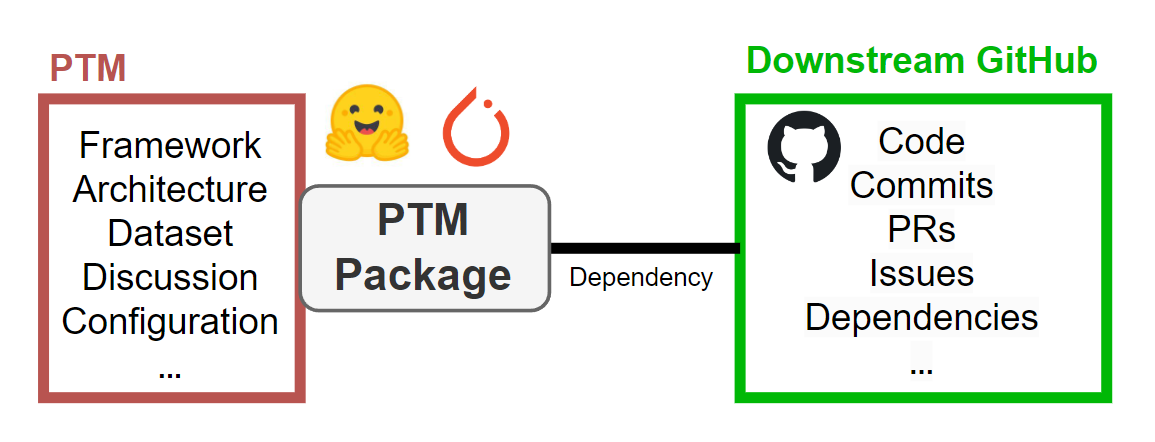 PTM
Framework
Architecture
Dataset
Discussion
Configuration
...
PTM
Package
Dependency
Downstream GitHub
Code
Commits
PRs
Issues
Dependencies
...